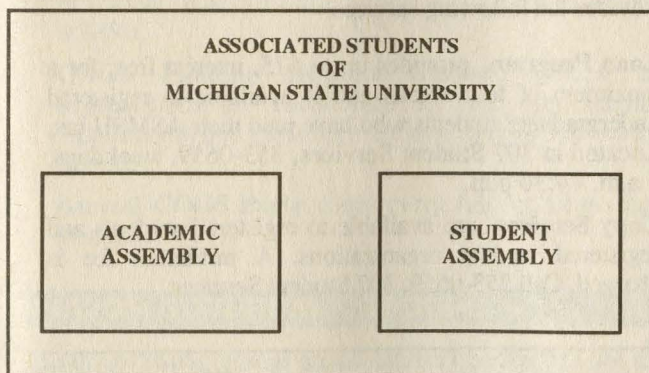 ASSOCIATED STUDENTS
OF
MICHIGAN STATE UNIVERSITY
ACADEMIC
ASSEMBLY
STUDENT
ASSEMBLY